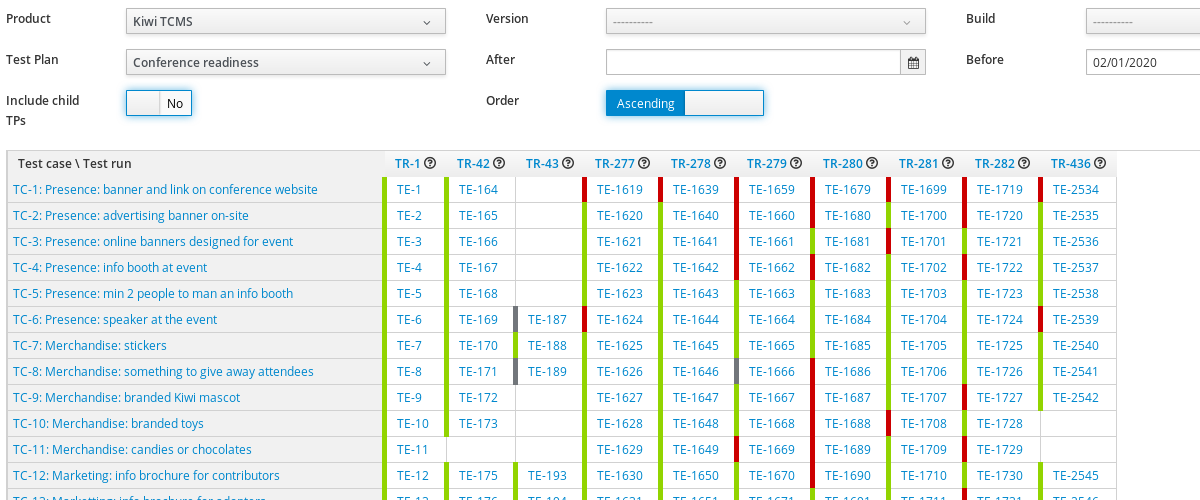 Product Kiwi TCMS Version ---------- Build ----------
Test Plan Conference readiness After Before 02/01/2020
Include child No Order Ascending
TPs
Test case \ Test run TR-1 TR-42 TR-43 TR-277 TR-278 TR-279 TR-280 TR-281 TR-282 TR-436
TC-1: Presence: banner and link on conference website TE-1 TE-164 TE-1619 TE-1639 TE-1659 TE-1679 TE-1699 TE-1719 TE-2534
TC-2: Presence: advertising banner on-site TE-2 TE-165 TE-1620 TE-1640 TE-1660 TE-1680 TE-1700 TE-1720 TE-2535
TC-3: Presence: online banners designed for event TE-3 TE-166 TE-1621 TE-1641 TE-1661 TE-1681 TE-1701 TE-1721 TE-2536
TC-4: Presence: info booth at event TE-4 TE-167 TE-1622 TE-1642 TE-1662 TE-1682 TE-1702 TE-1722 TE-2537
TC-5: Presence: min 2 people to man an info booth TE-5 TE-168 TE-1623 TE-1643 TE-1663 TE-1683 TE-1703 TE-1723 TE-2538
TC-6: Presence: speaker at the event TE-6 TE-169 TE-187 TE-1624 TE-1644 TE-1664 TE-1684 TE-1704 TE-1724 TE-2539
TC-7: Merchandise: stickers TE-7 TE-170 TE-188 TE-1625 TE-1645 TE-1665 TE-1685 TE-1705 TE-1725 TE-2540
TC-8: Merchandise: something to give away attendees TE-8 TE-171 TE-189 TE-1626 TE-1646 TE-1666 TE-1686 TE-1706 TE-1726 TE-2541
TC-9: Merchandise: branded Kiwi mascot TE-9 TE-172 TE-1627 TE-1647 TE-1667 TE-1687 TE-1707 TE-1727 TE-2542
TC-10: Merchandise: branded toys TE-10 TE-173 TE-1628 TE-1648 TE-1668 TE-1688 TE-1708 TE-1728
TC-11: Merchandise: candies or chocolates TE-11 TE-1629 TE-1649 TE-1669 TE-1689 TE-1709 TE-1729
TC-12: Marketing: info brochure for contributors TE-12 TE-175 TE-193 TE-1630 TE-1650 TE-1670 TE-1690 TE-1710 TE-1730 TE-2545